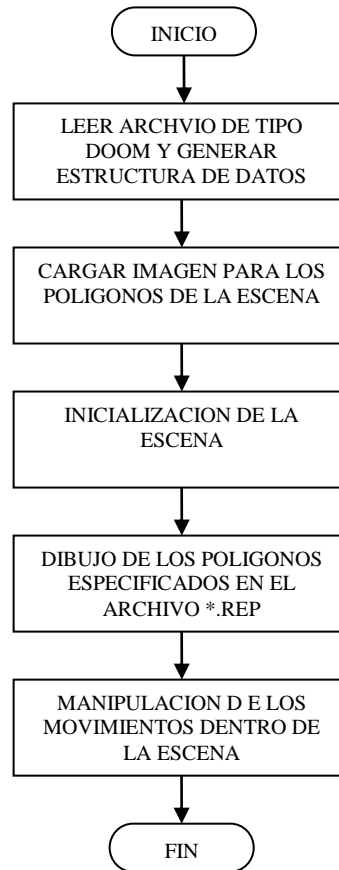 INICIO
LEER ARCHVIO DE TIPO
DOOM Y GENERAR
ESTRUCTURA DE DATOS
CARGAR IMAGEN PARA LOS
POLIGONOS DE LA ESCENA
INICIALIZACION DE LA
ESCENA
DIBUJO DE LOS POLIGONOS
ESPECIFICADOS EN EL
ARCHIVO *.REP
MANIPULACION D E LOS
MOVIMIENTOS DENTRO DE
LA ESCENA
FIN